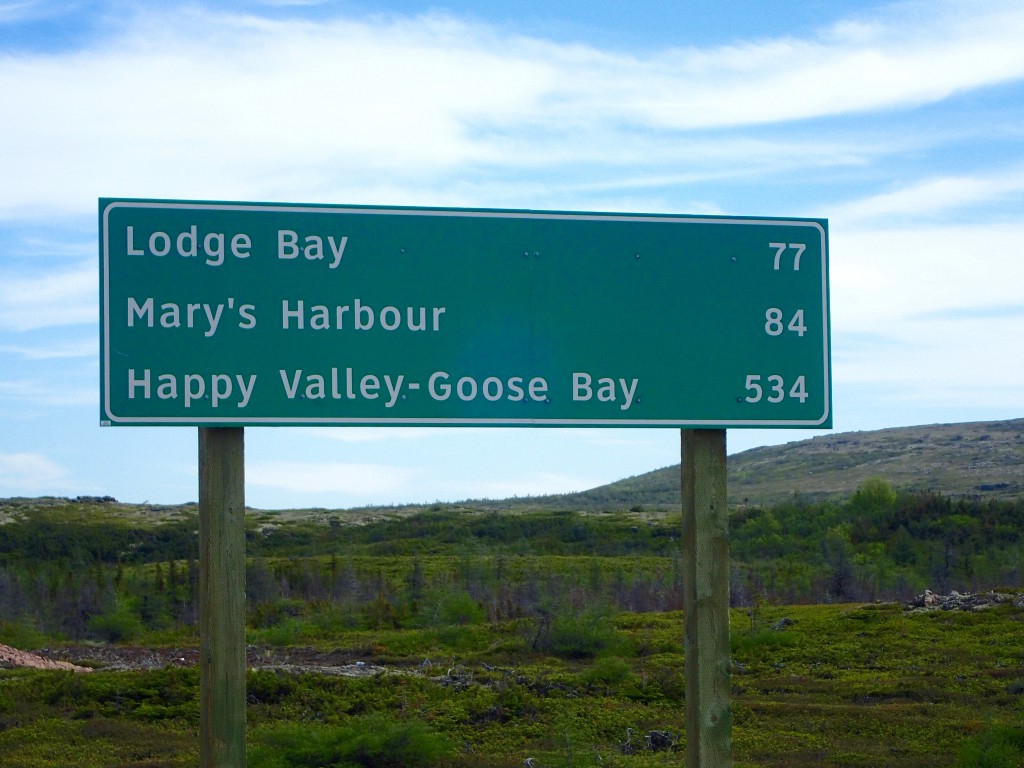 Lodge Bay 77
Mary's Harbour 84
Happy Valley-Goose Bay 534